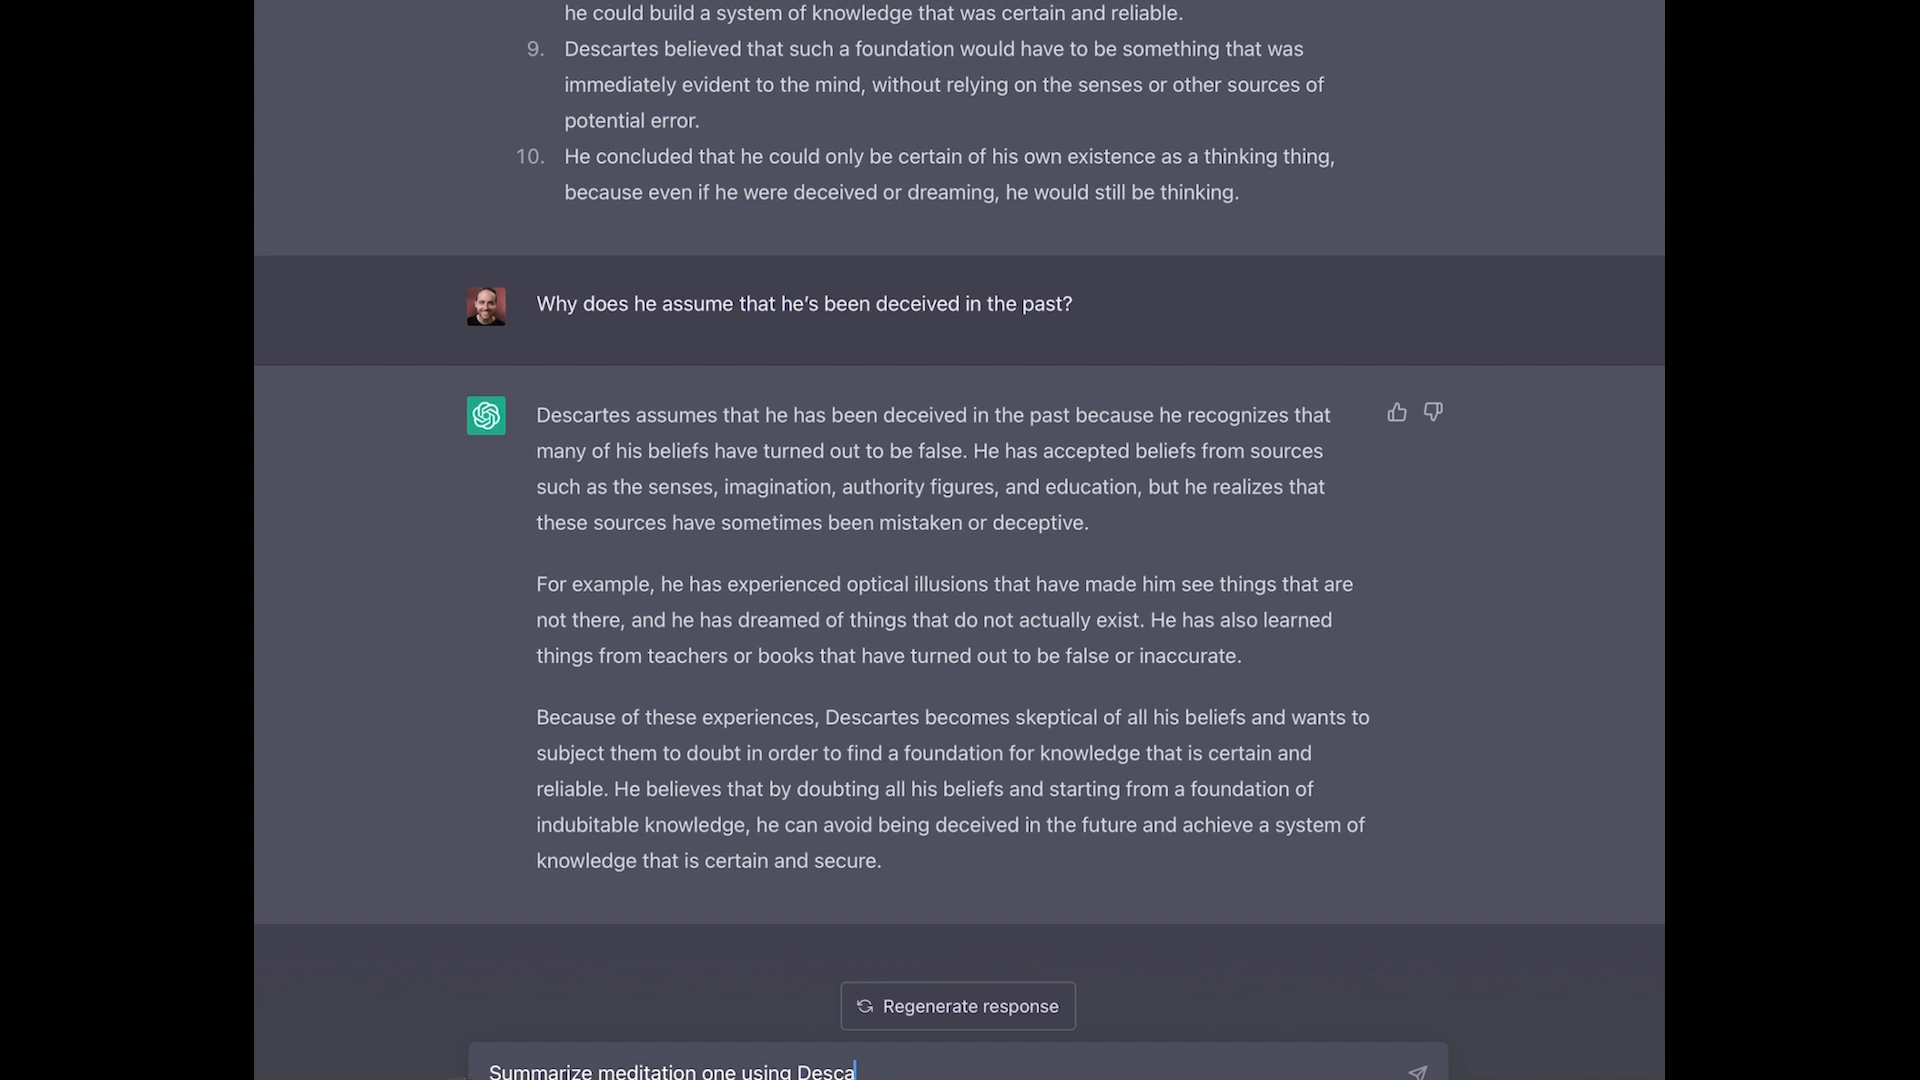 he could build a system of knowledge that was certain and reliable.
9. Descartes believed that such a foundation would have to be something that was
immediately evident to the mind, without relying on the senses or other sources of
potential error.
10. He concluded that he could only be certain of his own existence as a thinking thing,
because even if he were deceived or dreaming, he would still be thinking.
Why does he assume that he’s been deceived in the past?
Descartes assumes that he has been deceived in the past because he recognizes that
many of his beliefs have turned out to be false. He has accepted beliefs from sources
such as the senses, imagination, authority figures, and education, but he realizes that
these sources have sometimes been mistaken or deceptive.
For example, he has experienced optical illusions that have made him see things that are
not there, and he has dreamed of things that do not actually exist. He has also learned
things from teachers or books that have turned out to be false or inaccurate.
Because of these experiences, Descartes becomes skeptical of all his beliefs and wants to
subject them to doubt in order to find a foundation for knowledge that is certain and
reliable. He believes that by doubting all his beliefs and starting from a foundation of
indubitable knowledge, he can avoid being deceived in the future and achieve a system of
knowledge that is certain and secure.
Regenerate response
Summarize meditation one using Desca